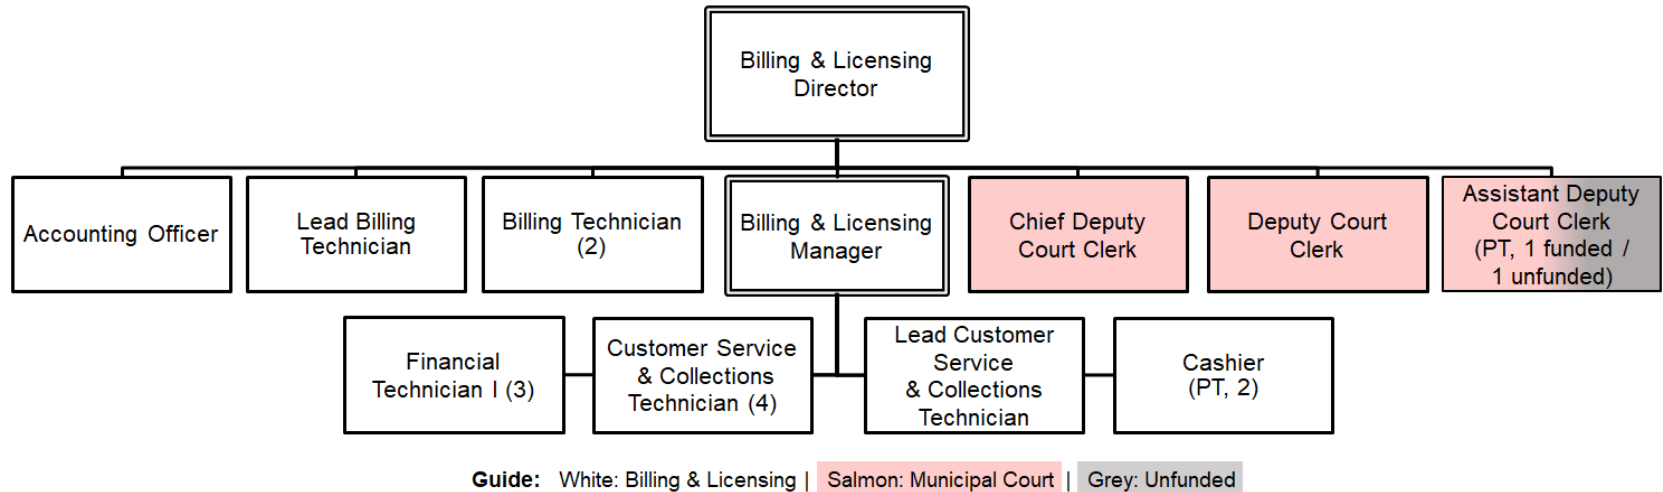 Billing & Licensing
Director
Accounting Officer
Lead Billing
Technician
Billing Technician
(2)
Billing & Licensing
Manager
Chief Deputy
Court Clerk
Deputy Court
Clerk
Assistant Deputy
Court Clerk
(PT, 1 funded /
1 unfunded)
Financial
Technician I (3)
Customer Service
& Collections
Technician (4)
Lead Customer
Service
& Collections
Technician
Cashier
(PT, 2)
Guide: White: Billing & Licensing | Salmon: Municipal Court | Grey: Unfunded